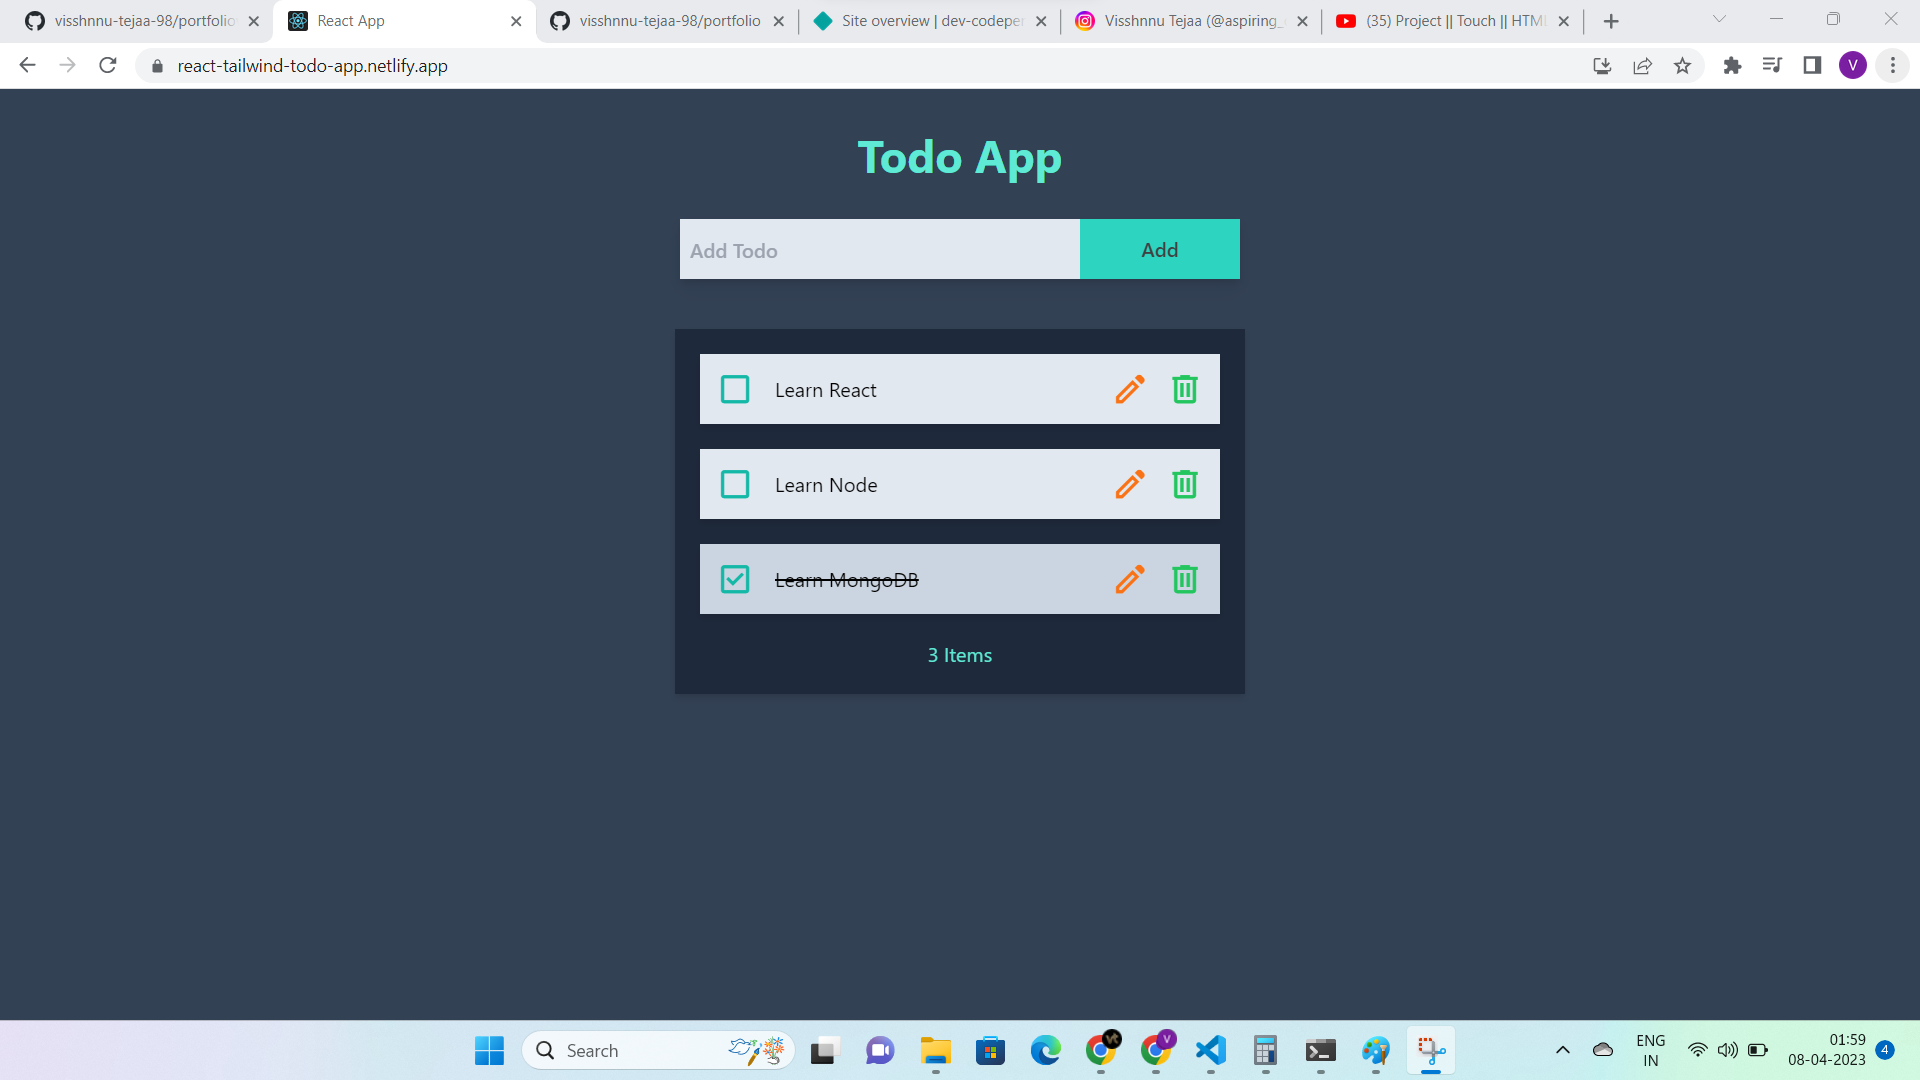 visshnnu-tejaa-98/portfolio
React App
visshnnu-tejaa-98/portfolio
Site overview | dev-codepe
Visshnnu Tejaa (@aspiring_
(35) Project || Touch || HTM
react-tailwind-todo-app.netlify.app
V
Todo App
Add Todo
Add
Learn React
Learn Node
Learn MongoDB
3 Items
Search
vt
V
ENG
IN
01:59
08-04-2023
4